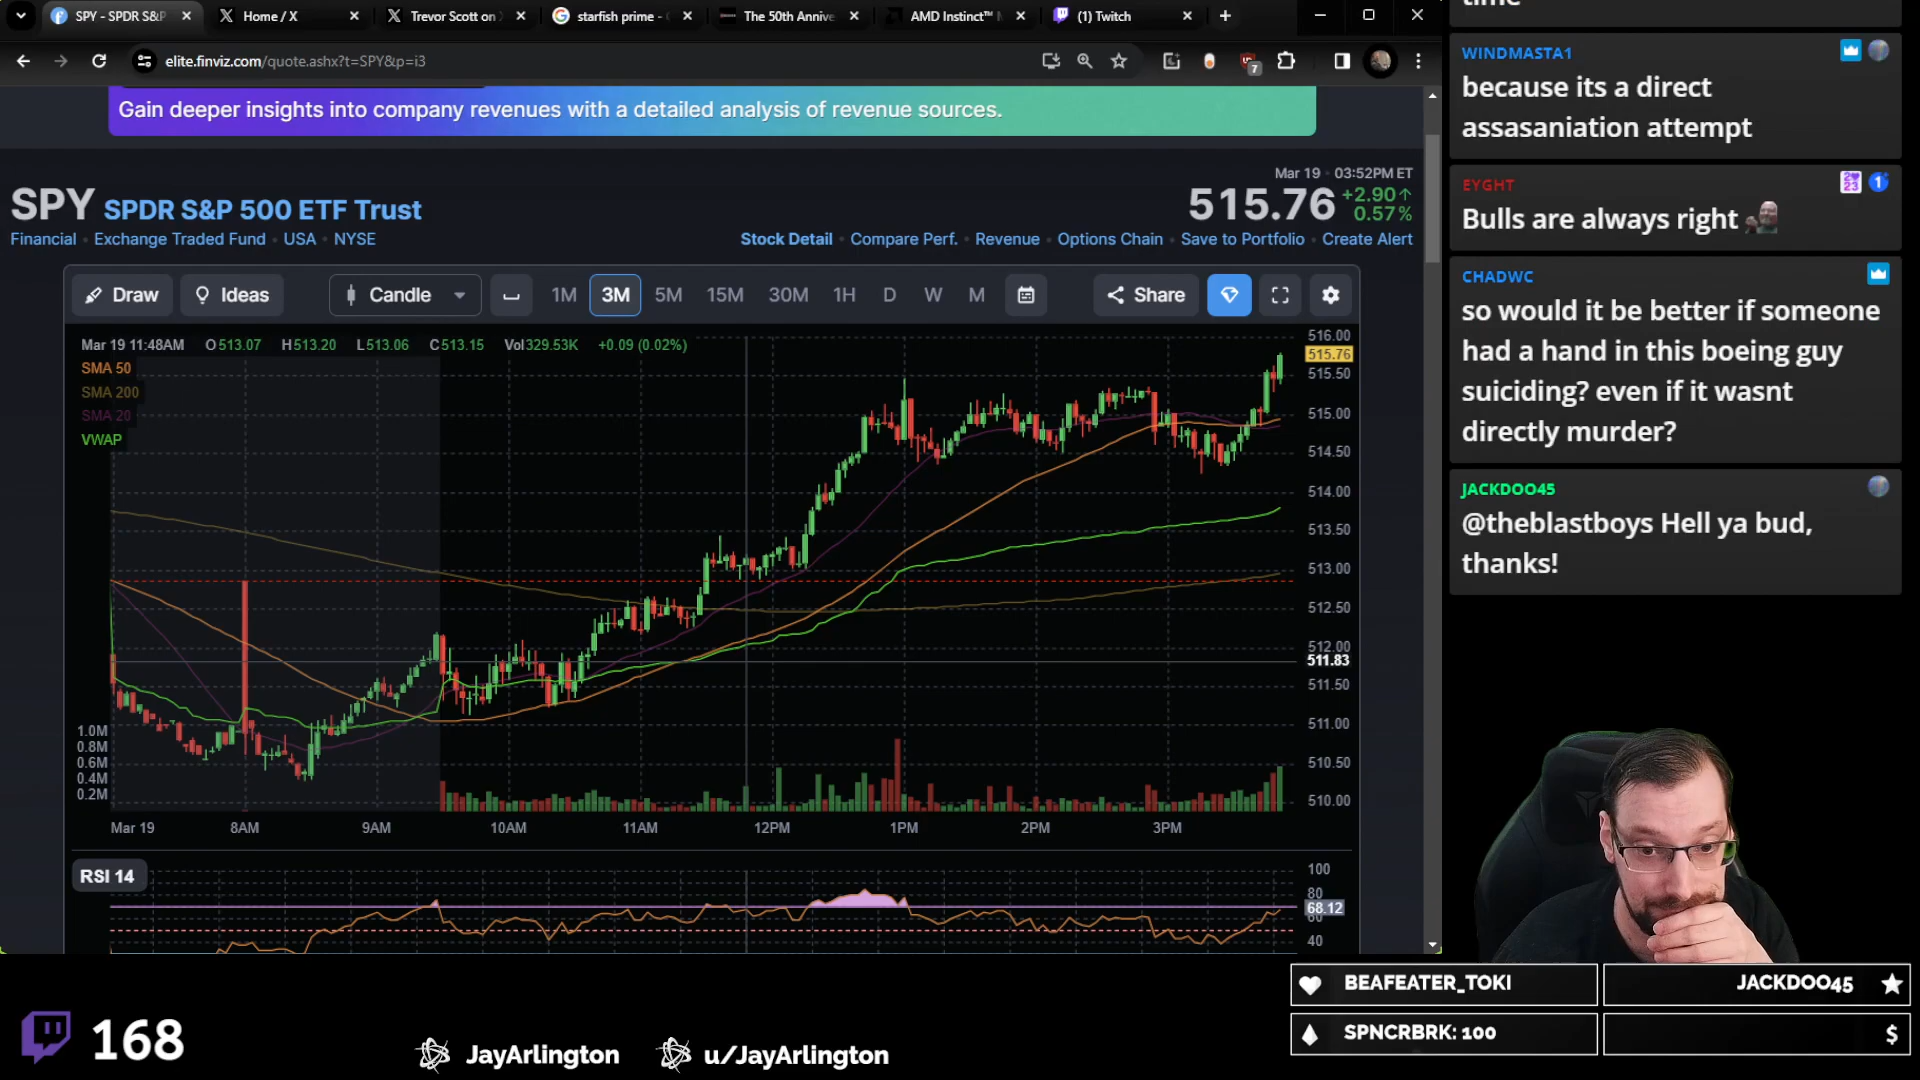 SPY - SPDR S&P
Home / X
Trevor Scott on
starfish prime -
The 50th Annive
AMD Instinct™
(1) Twitch
elite.finviz.com/quote.ashx?t=SPY&p=i3
7
Gain deeper insights into company revenues with a detailed analysis of revenue sources.
Mar 19 · 03:52PM ET
SPY SPDR S&P 500 ETF Trust
515.76 +2.90↑
0.57%
Financial • Exchange Traded Fund • USA • NYSE
Stock Detail • Compare Perf. • Revenue • Options Chain • Save to Portfolio • Create Alert
Draw
Ideas
Candle
1M 3M 5M 15M 30M 1H D W M
Share
Mar 19 11:48AM O513.07 H513.20 L513.06 C513.15 Vol329.53K +0.09 (0.02%)
SMA 50
SMA 200
SMA 20
VWAP
516.00
515.76
515.50
515.00
514.50
514.00
513.50
513.00
512.50
512.00
511.83
511.50
511.00
510.50
510.00
1.0M
0.8M
0.6M
0.4M
0.2M
Mar 19 8AM 9AM 10AM 11AM 12PM 1PM 2PM 3PM
RSI 14
100
80
68.12
60
40
time
WINDMASTA1
because its a direct
assasaniation attempt
EYGHT
1
Bulls are always right
CHADWC
so would it be better if someone
had a hand in this boeing guy
suiciding? even if it wasnt
directly murder?
JACKDOO45
@theblastboys Hell ya bud,
thanks!
BEAFEATER_TOKI
JACKDOO45
SPNCRBRK: 100
$
168
JayArlington
u/JayArlington